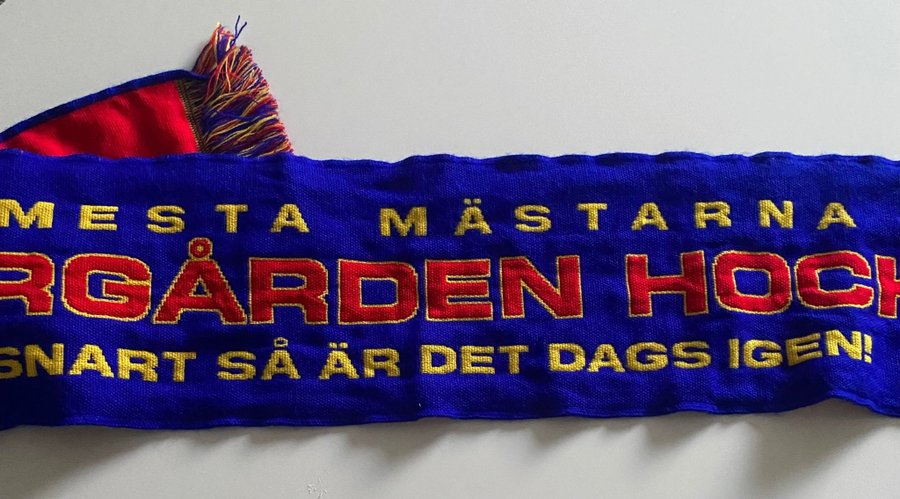 MESTA MÄSTARNA
RGÅRDEN HOCK
SNART SÅ ÄR DET DAGS IGEN!